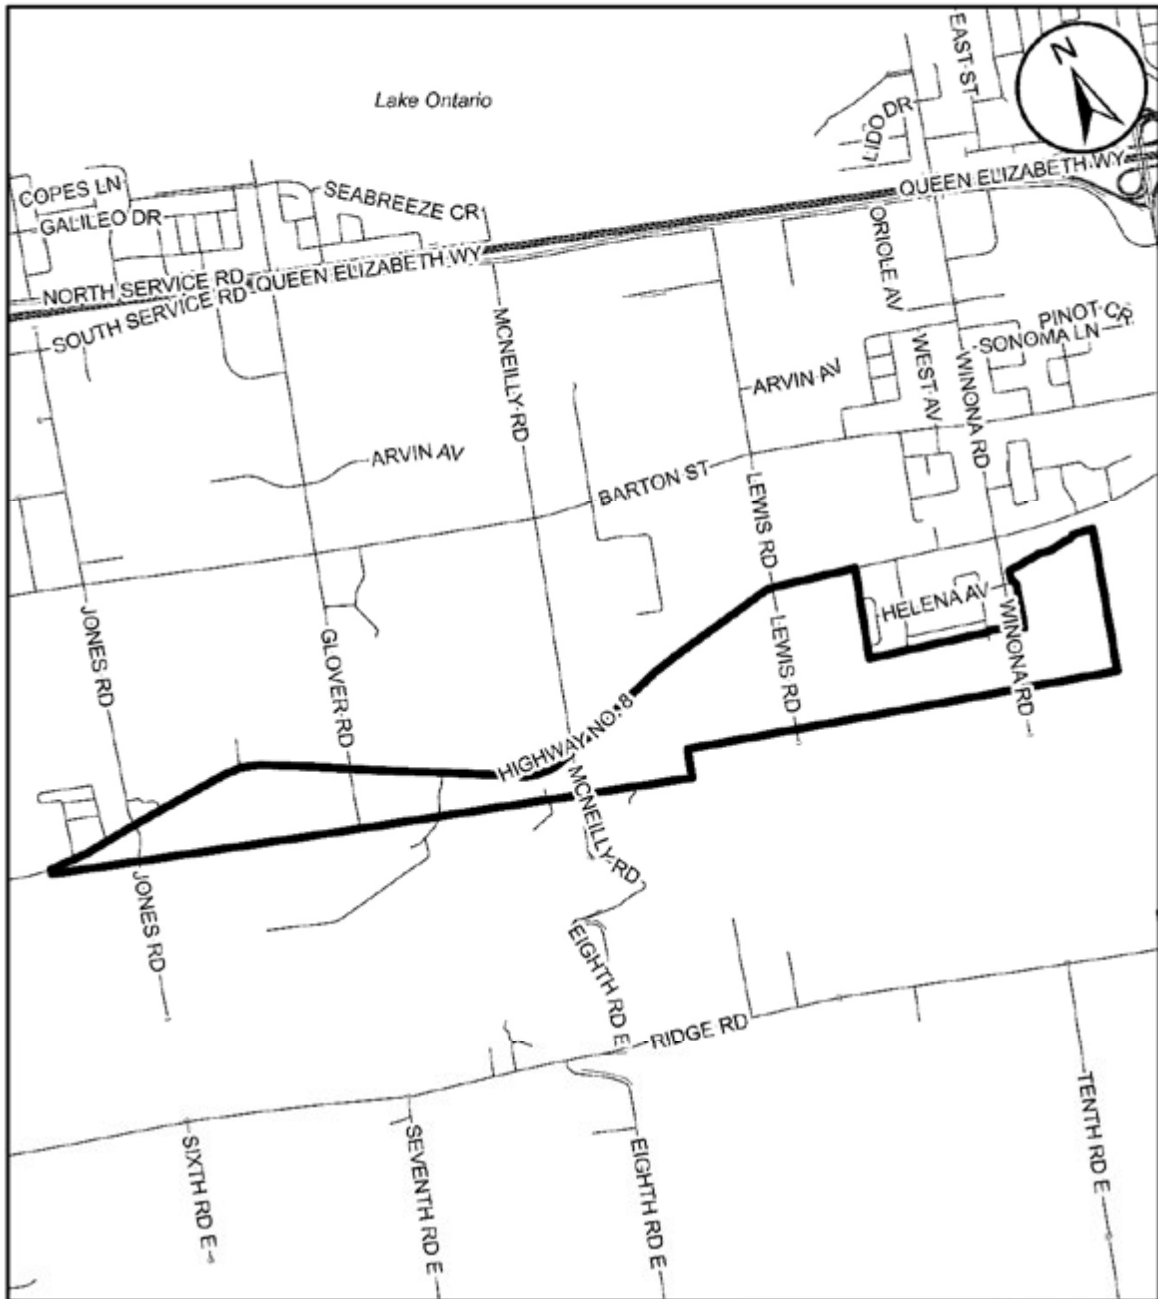 EAST ST
N
Lake Ontario
LIDO DR
QUEEN ELIZABETH WY
COPES LN
SEABREEZE CR
GALILEO DR
ORIOLE AV
NORTH SERVICE RD
QUEEN ELIZABETH WY
SOUTH SERVICE RD
PINOT CR
SONOMA LN
MCNEILLY RD
WEST AV
WINONA RD
ARVIN AV
ARVIN AV
BARTON ST
LEWIS RD
HELENA AV
JONES RD
GLOVER RD
LEWIS RD
WINONA RD
HIGHWAY NO. 8
MCNEILLY RD
JONES RD
EIGHTH RD E
RIDGE RD
TENTH RD E
SIXTH RD E
SEVENTH RD E
EIGHTH RD E